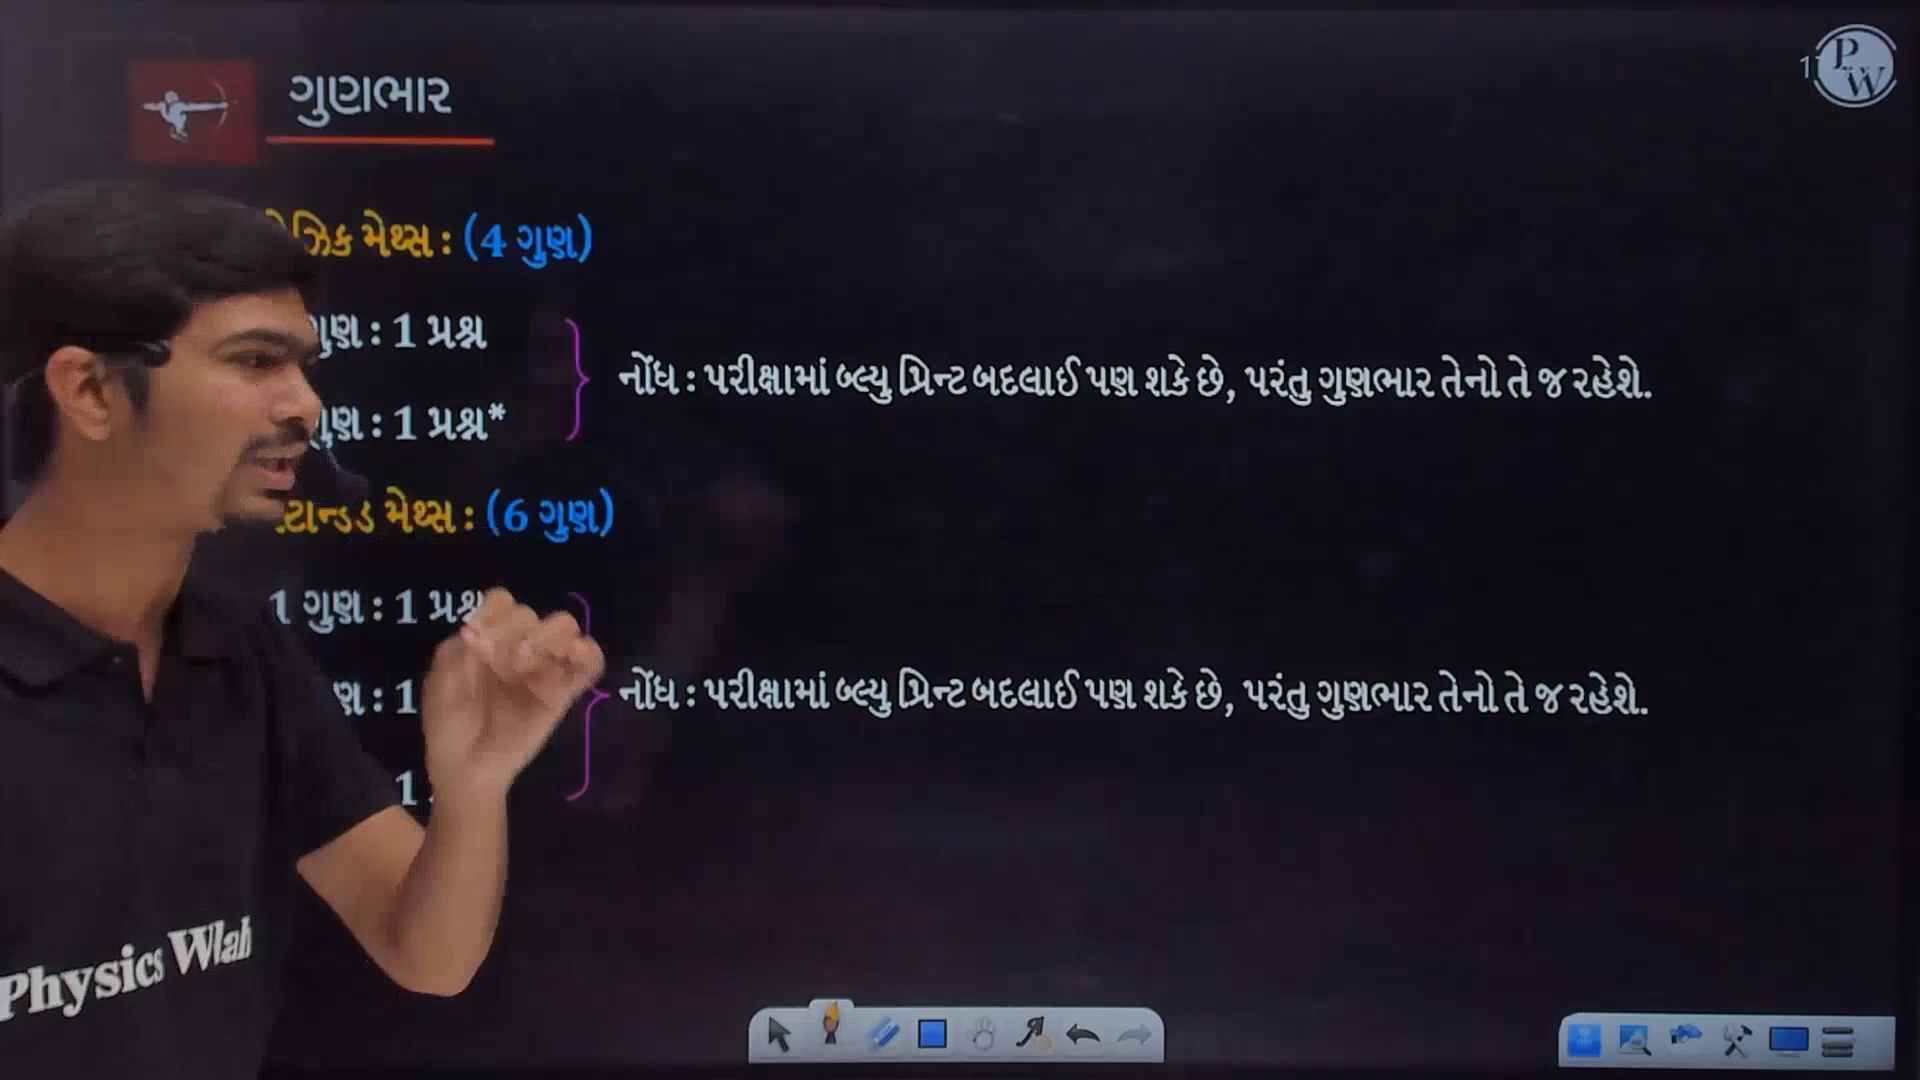 ગુણભાર
મેથ્સ : (4 ગુણ)
: 1 પ્રશ્ન
: 1 પ્રશ્ન*
નોંધ : પરીક્ષામાં બ્લ્યુ પ્રિન્ટ બદલાઈ પણ શકે છે, પરંતુ ગુણભાર તેનો તે જ રહેશે.
મેથ્સ : (6 ગુણ)
1 ગુણ : 1
: 1
1
નોંધ : પરીક્ષામાં બ્લ્યુ પ્રિન્ટ બદલાઈ પણ શકે છે, પરંતુ ગુણભાર તેનો તે જ રહેશે.
PW
Physics Wlah